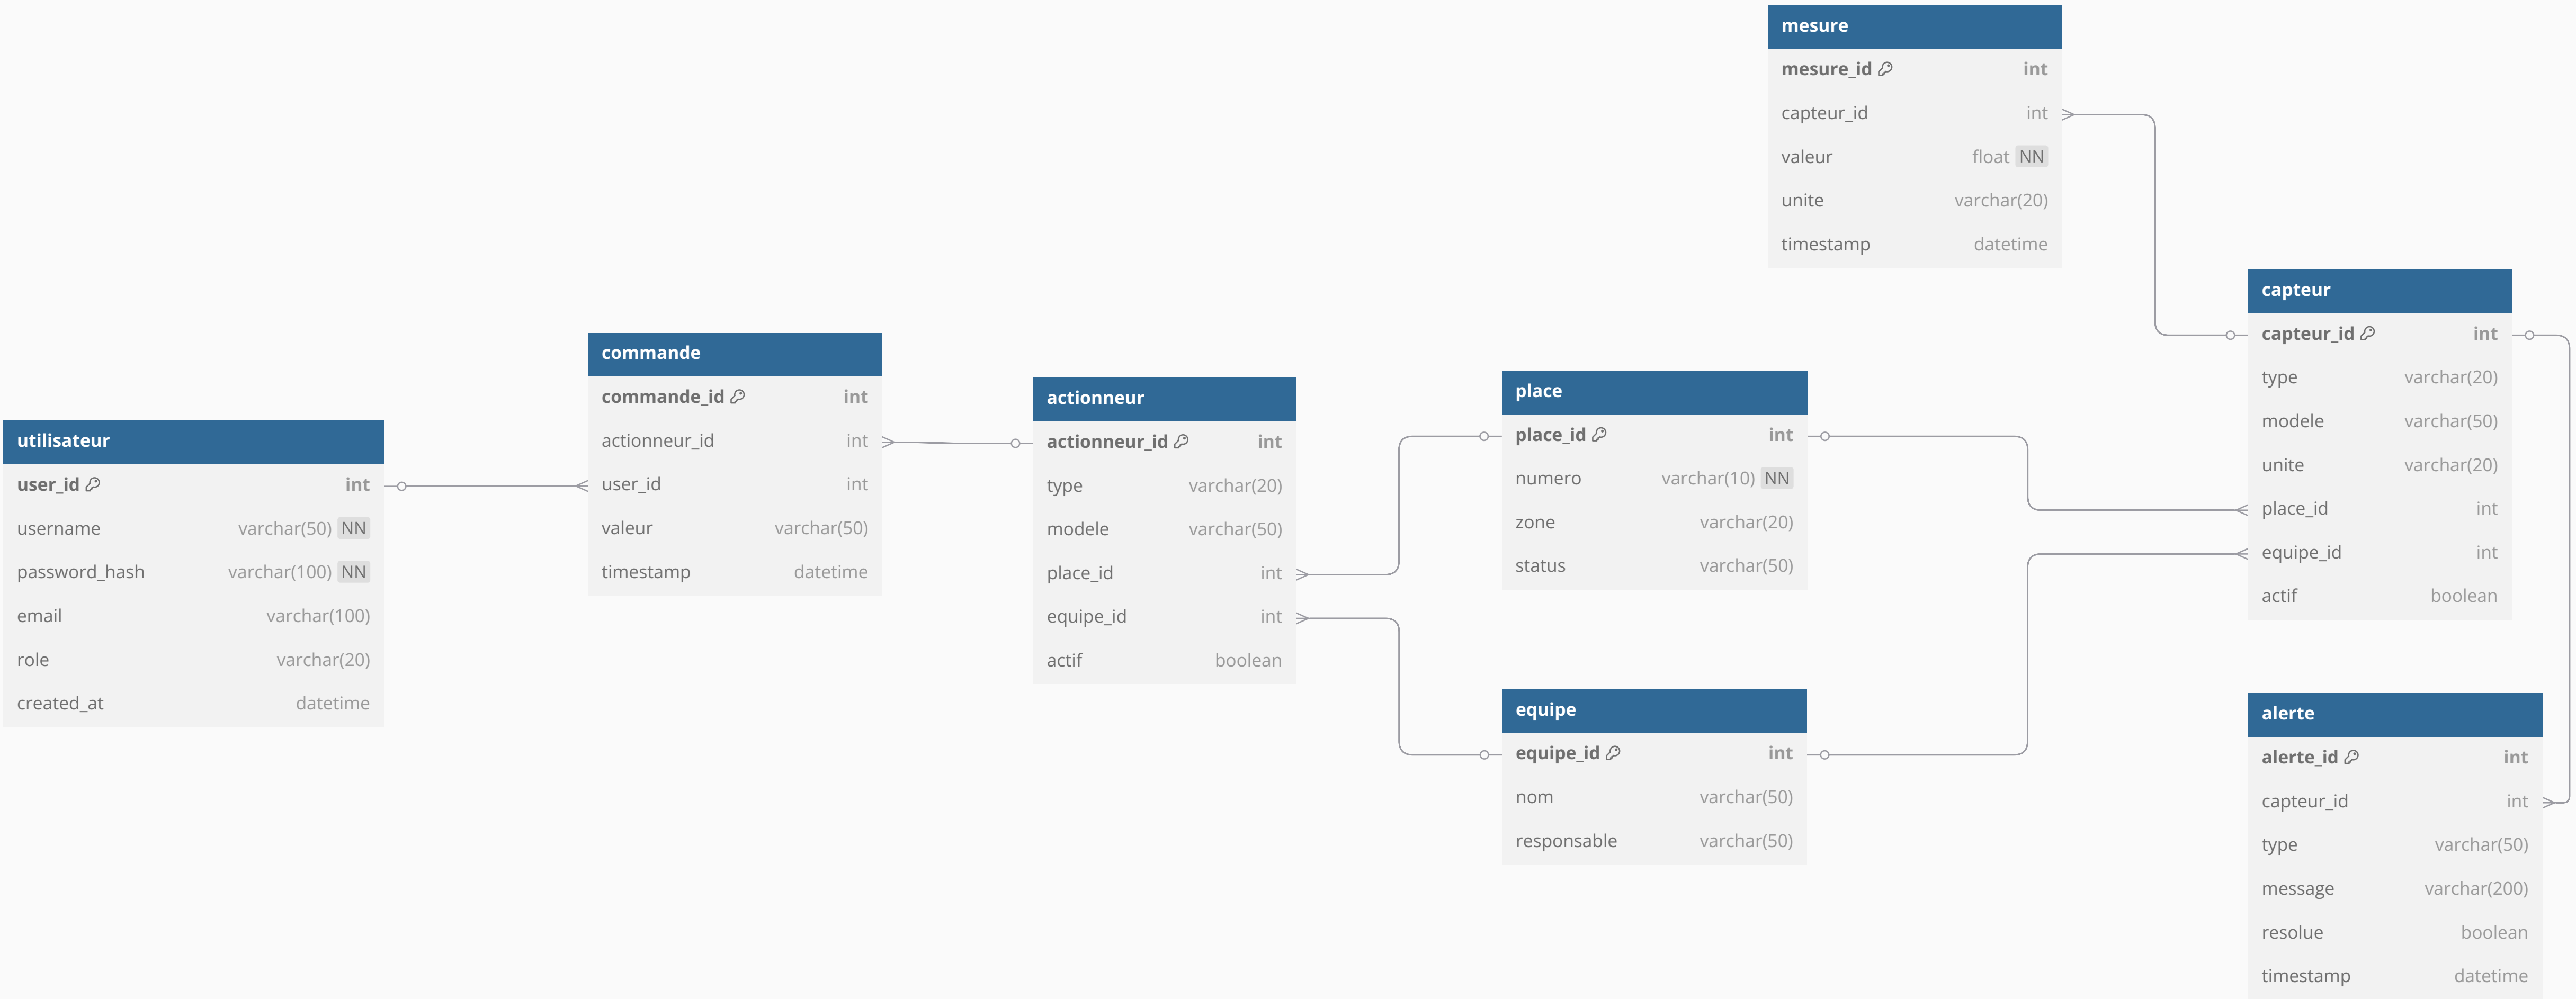 mesure
mesure_id int
capteur_id int
valeur float NN
unite varchar(20)
timestamp datetime
capteur
capteur_id int
type varchar(20)
modele varchar(50)
unite varchar(20)
place_id int
equipe_id int
actif boolean
commande
commande_id int
actionneur_id int
user_id int
valeur varchar(50)
timestamp datetime
actionneur
actionneur_id int
type varchar(20)
modele varchar(50)
place_id int
equipe_id int
actif boolean
place
place_id int
numero varchar(10) NN
zone varchar(20)
status varchar(50)
utilisateur
user_id int
username varchar(50) NN
password_hash varchar(100) NN
email varchar(100)
role varchar(20)
created_at datetime
equipe
equipe_id int
nom varchar(50)
responsable varchar(50)
alerte
alerte_id int
capteur_id int
type varchar(50)
message varchar(200)
resolue boolean
timestamp datetime